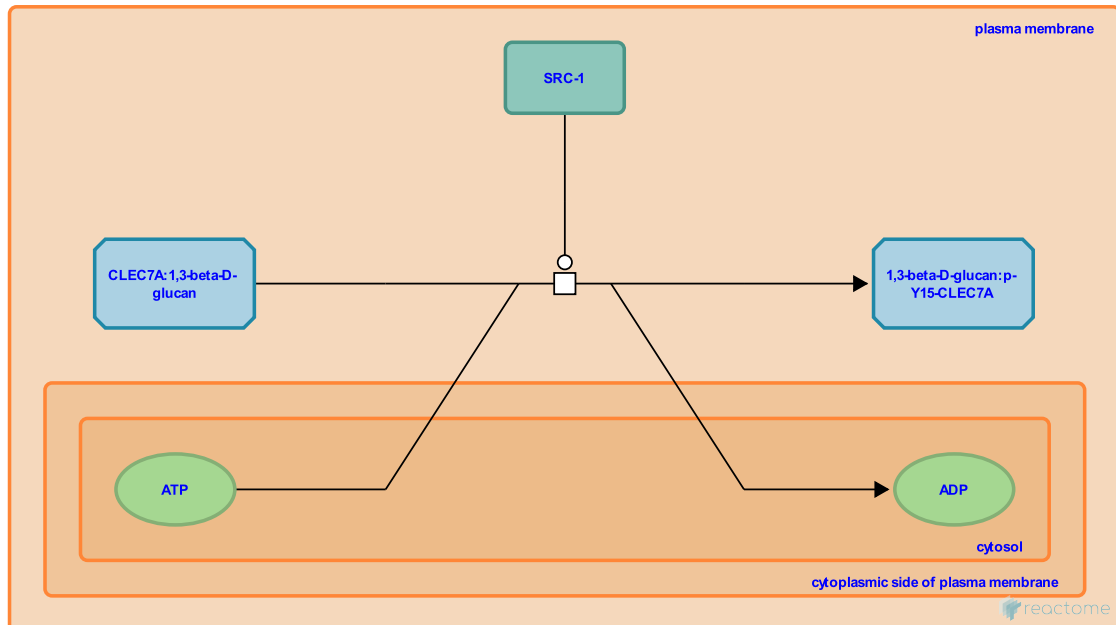 plasma membrane
SRC-1
CLEC7A:1,3-beta-D-
glucan
1,3-beta-D-glucan:p-
Y15-CLEC7A
ATP
ADP
cytosol
cytoplasmic side of plasma membrane
reactome